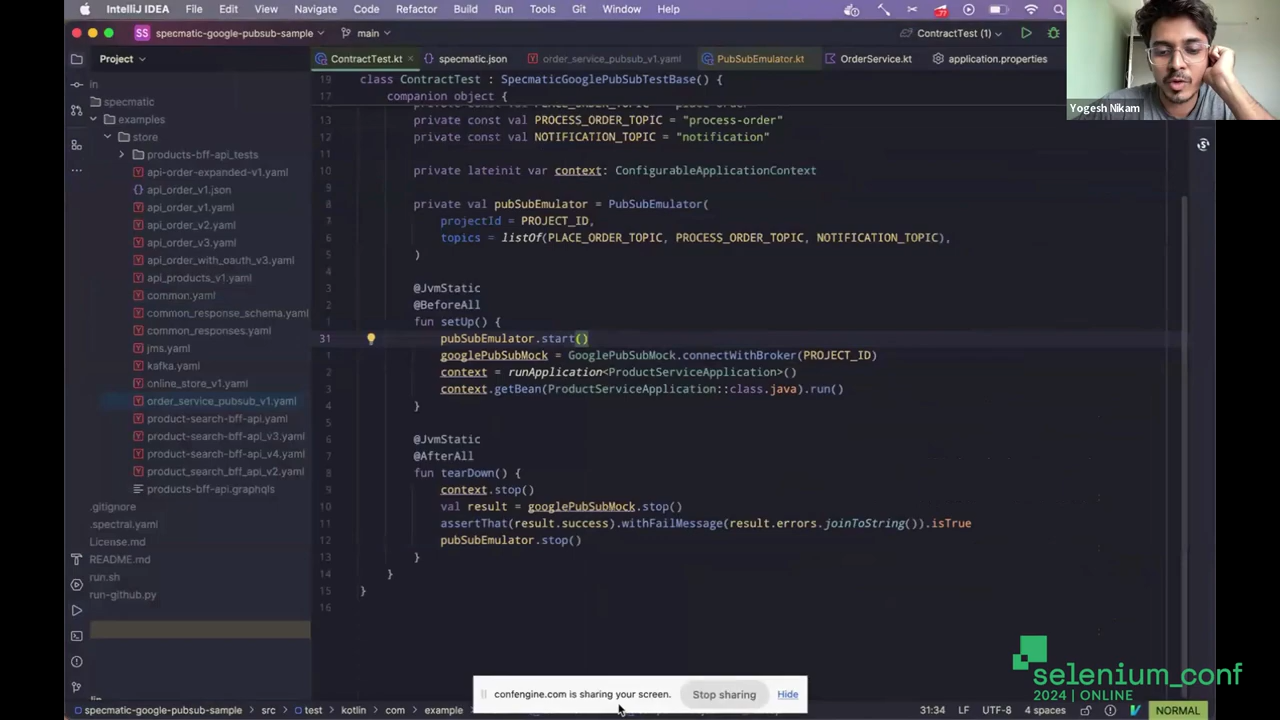 IntelliJ IDEA File Edit View Navigate Code Refactor Build Run Tools Git Window Help
SS specmatic-google-pubsub-sample main ContractTest (1)
Project ContractTest.kt specmatic.json order_service_pubsub_v1.yaml PubSubEmulator.kt OrderService.kt application.properties
Yogesh Nikam
in
specmatic
examples
store
products-bff-api_tests
api-order-expanded-v1.yaml
api_order_v1.json
api_order_v1.yaml
api_order_v2.yaml
api_order_v3.yaml
api_order_with_oauth_v3.yaml
api_products_v1.yaml
common.yaml
common_response_schema.yaml
common_responses.yaml
jms.yaml
kafka.yaml
online_store_v1.yaml
order_service_pubsub_v1.yaml
product-search-bff-api.yaml
product-search-bff-api_v3.yaml
product-search-bff-api_v4.yaml
product_search_bff_api_v2.yaml
products-bff-api.graphqls
.gitignore
.spectral.yaml
License.md
README.md
run.sh
run-github.py
19 class ContractTest : SpecmaticGooglePubSubTestBase() {
17 companion object {
13 private const val PROCESS_ORDER_TOPIC = "process-order"
12 private const val NOTIFICATION_TOPIC = "notification"
11
10 private lateinit var context: ConfigurableApplicationContext
9
8 private val pubSubEmulator = PubSubEmulator(
7 projectId = PROJECT_ID,
6 topics = listOf(PLACE_ORDER_TOPIC, PROCESS_ORDER_TOPIC, NOTIFICATION_TOPIC),
5 )
4
3 @JvmStatic
2 @BeforeAll
1 fun setUp() {
31 pubSubEmulator.start()
1 googlePubSubMock = GooglePubSubMock.connectWithBroker(PROJECT_ID)
2 context = runApplication<ProductServiceApplication>()
3 context.getBean(ProductServiceApplication::class.java).run()
4 }
5
6 @JvmStatic
7 @AfterAll
8 fun tearDown() {
9 context.stop()
10 val result = googlePubSubMock.stop()
11 assertThat(result.success).withFailMessage(result.errors.joinToString()).isTrue
12 pubSubEmulator.stop()
13 }
14 }
15 }
16
selenium_conf
2024 | ONLINE
confengine.com is sharing your screen. Stop sharing Hide
specmatic-google-pubsub-sample > src > test > kotlin > com > example 31:34 LF UTF-8 4 spaces NORMAL